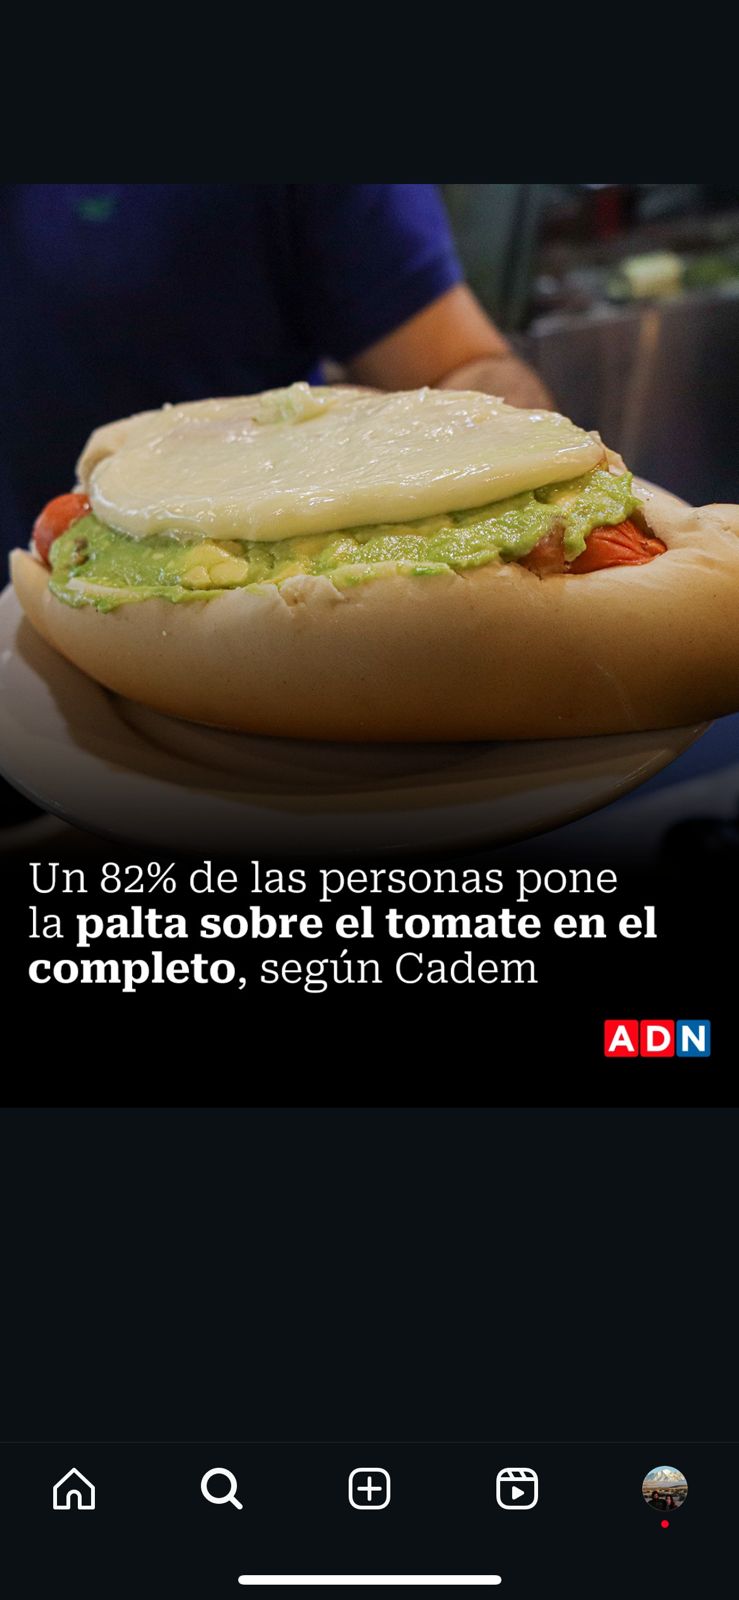 Un 82% de las personas pone
la palta sobre el tomate en el
completo, según Cadem
ADN